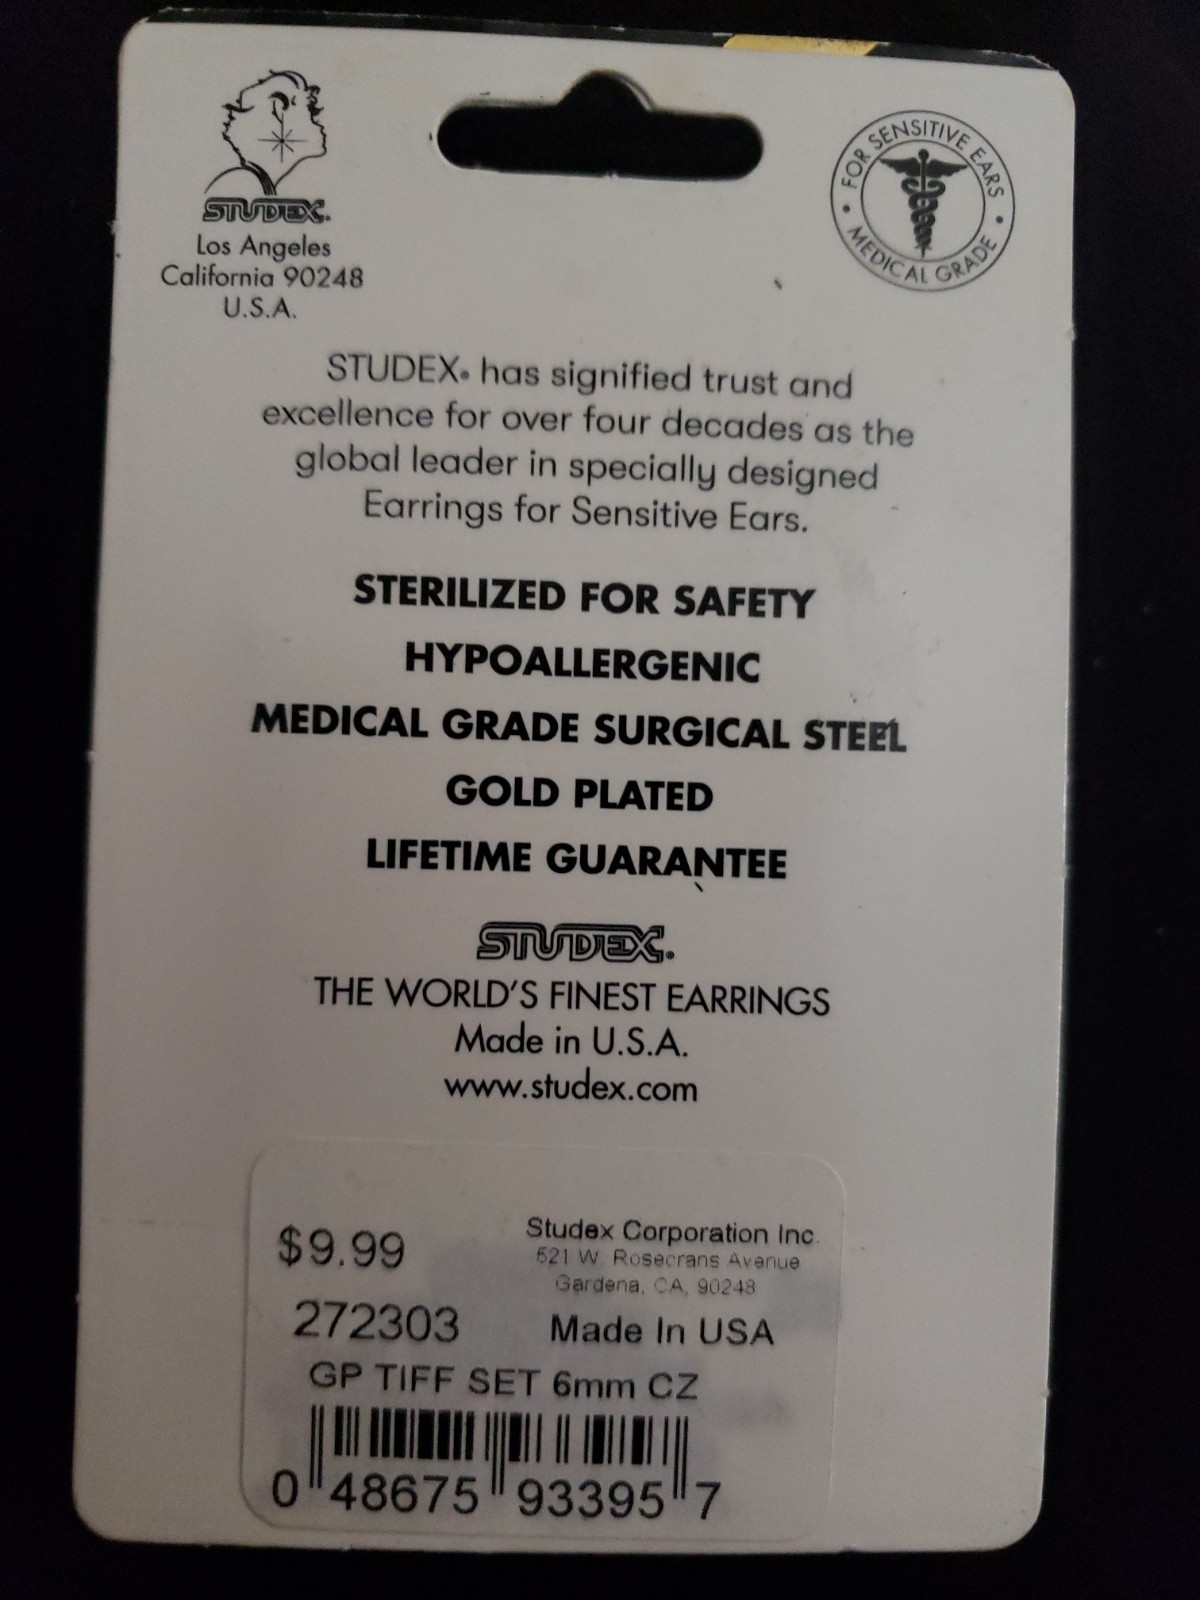 STUDEX®
Los Angeles
California 90248
U.S.A.
• FOR SENSITIVE EARS •
MEDICAL GRADE
STUDEX® has signified trust and
excellence for over four decades as the
global leader in specially designed
Earrings for Sensitive Ears.
STERILIZED FOR SAFETY
HYPOALLERGENIC
MEDICAL GRADE SURGICAL STEEL
GOLD PLATED
LIFETIME GUARANTEE
STUDEX®
THE WORLD'S FINEST EARRINGS
Made in U.S.A.
www.studex.com
$9.99
Studex Corporation Inc.
521 W. Rosecrans Avenue
Gardena, CA, 90248
272303
Made In USA
GP TIFF SET 6mm CZ
0 48675 93395 7